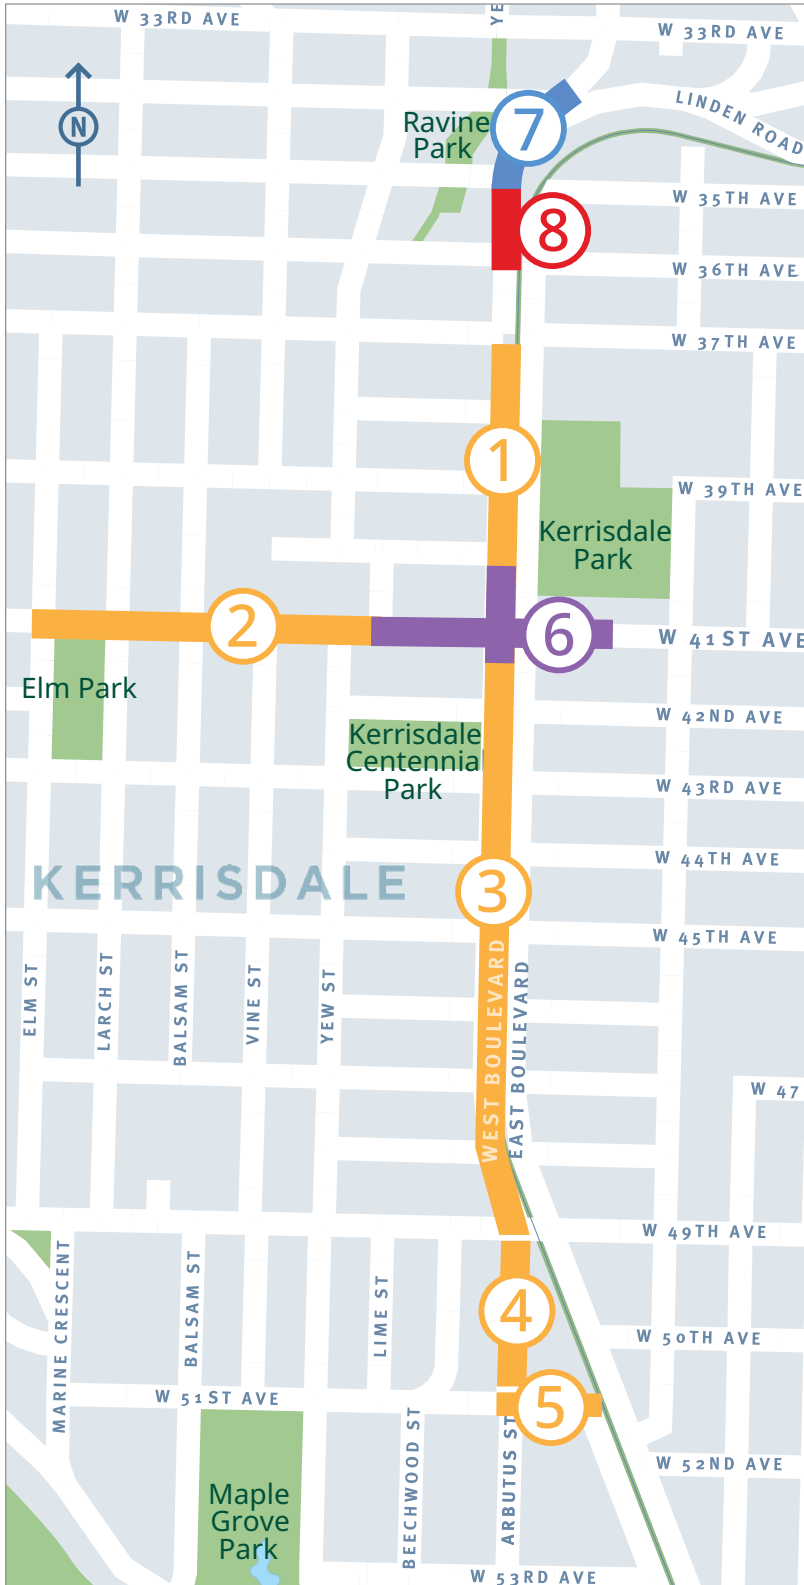 W 33RD AVE
YE
W 33RD AVE
LINDEN ROAD
N
Ravine
Park
7
W 35TH AVE
8
W 36TH AVE
W 37TH AVE
1
W 39TH AVE
Kerrisdale
Park
2
6
W 41ST AVE
Elm Park
W 42ND AVE
Kerrisdale
Centennial
Park
W 43RD AVE
W 44TH AVE
KERRISDALE
3
W 45TH AVE
ELM ST
LARCH ST
BALSAM ST
VINE ST
YEW ST
WEST BOULEVARD
EAST BOULEVARD
W 47
W 49TH AVE
MARINE CRESCENT
BALSAM ST
LIME ST
4
W 50TH AVE
W 51ST AVE
5
BEECHWOOD ST
ARBUTUS ST
W 52ND AVE
Maple
Grove
Park
W 53RD AVE